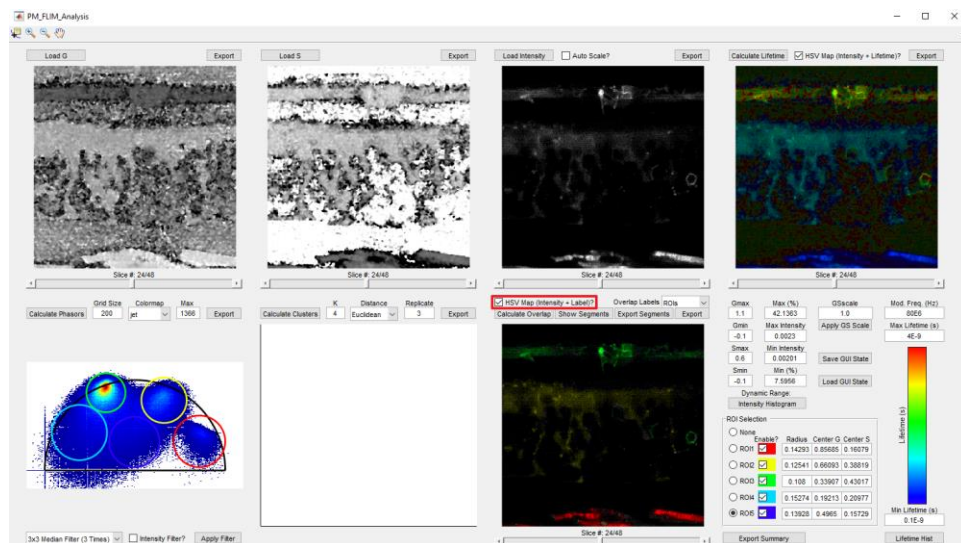 PM_FLIM_Analysis
Load G Export Load S Export Load Intensity Auto Scale? Export Calculate Lifetime HSV Map (Intensity + Lifetime)? Export
Slice #: 24/48 Slice #: 24/48 Slice #: 24/48 Slice #: 24/48
Grid Size Colormap Max
Calculate Phasors 200 jet 1366 Export
K Distance Replicate
Calculate Clusters 4 Euclidean 3 Export
HSV Map (Intensity + Label)? Overlap Labels ROIs
Calculate Overlap Show Segments Export Segments Export
Gmax Max (%) GSscale Mod. Freq. (Hz)
1.1 42.1363 1.0 80E6
Gmin Max Intensity Apply GS Scale Max Lifetime (s)
-0.1 0.0023 4E-9
Smax Min Intensity
0.6 0.00201 Save GUI State
Smin Min (%)
-0.1 7.5956 Load GUI State
Dynamic Range:
Intensity Histogram
ROI Selection
None
Enable? Radius Center G Center S
ROI1 0.14293 0.85685 0.16079
ROI2 0.12541 0.66093 0.38819
ROI3 0.108 0.33907 0.43017
ROI4 0.15274 0.19213 0.20977
ROI5 0.13928 0.4965 0.15729
Lifetime (s)
Min Lifetime (s)
0.1E-9
3x3 Median Filter (3 Times) Intensity Filter? Apply Filter
Slice #: 24/48
Export Summary Lifetime Hist